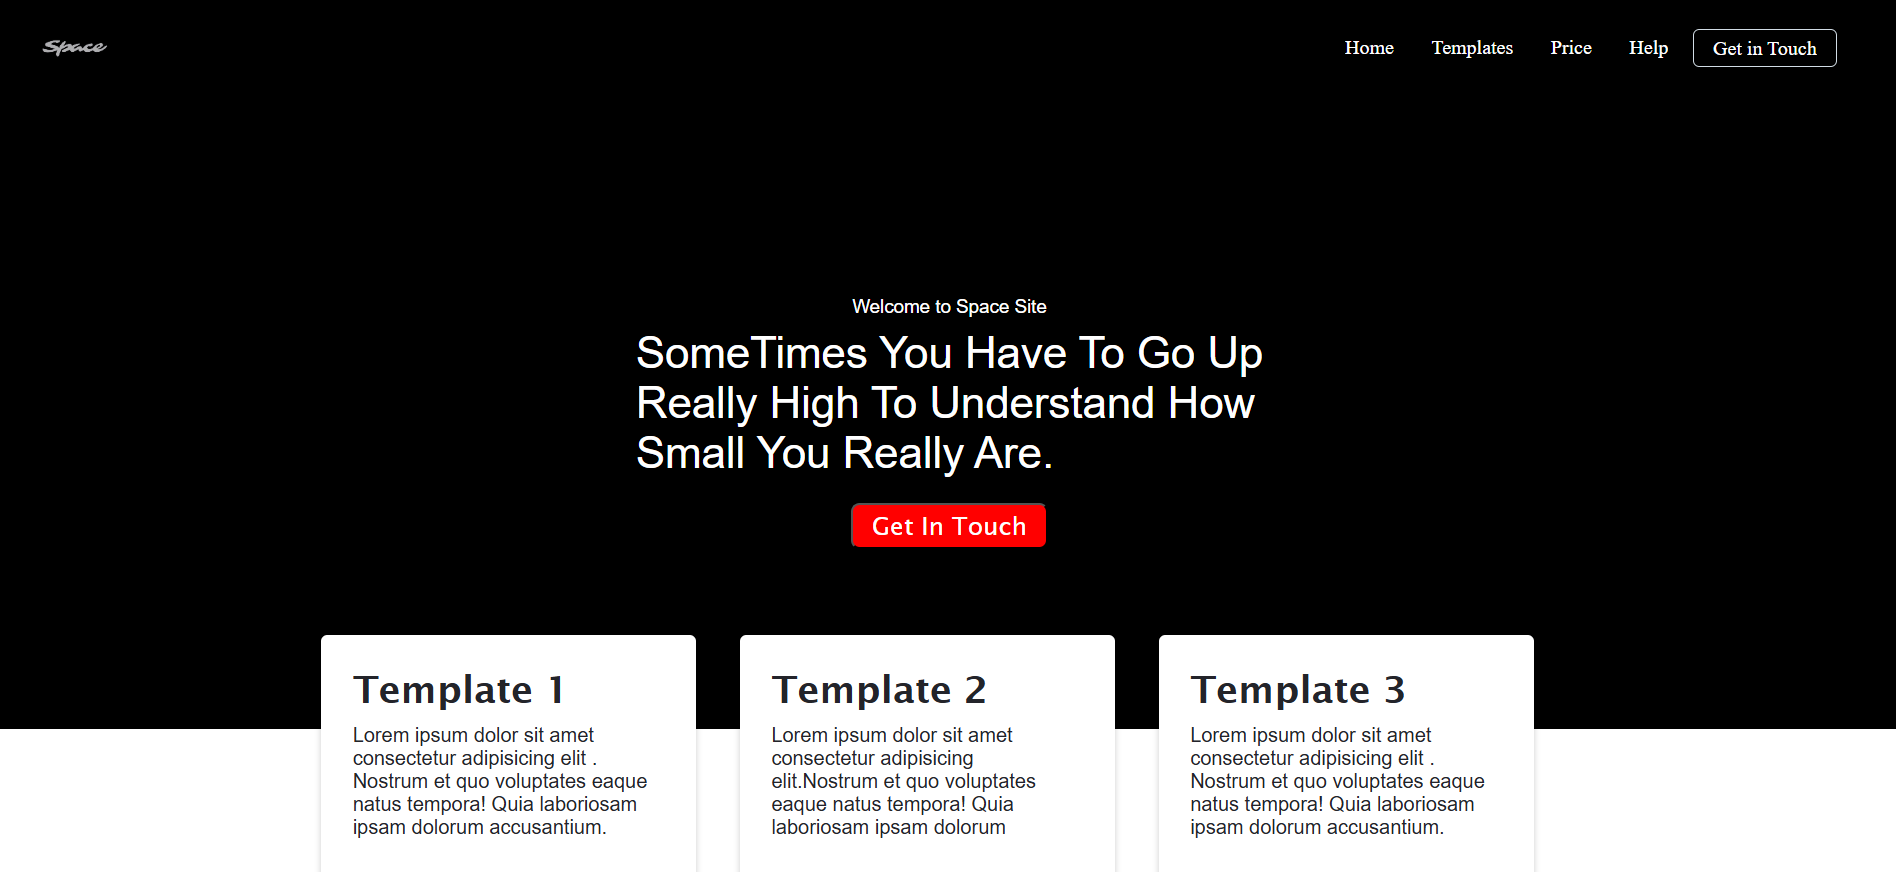 Space
Home Templates Price Help Get in Touch
Welcome to Space Site
SomeTimes You Have To Go Up
Really High To Understand How
Small You Really Are.
Get In Touch
Template 1
Lorem ipsum dolor sit amet
consectetur adipisicing elit .
Nostrum et quo voluptates eaque
natus tempora! Quia laboriosam
ipsam dolorum accusantium.
Template 2
Lorem ipsum dolor sit amet
consectetur adipisicing
elit.Nostrum et quo voluptates
eaque natus tempora! Quia
laboriosam ipsam dolorum
Template 3
Lorem ipsum dolor sit amet
consectetur adipisicing elit .
Nostrum et quo voluptates eaque
natus tempora! Quia laboriosam
ipsam dolorum accusantium.